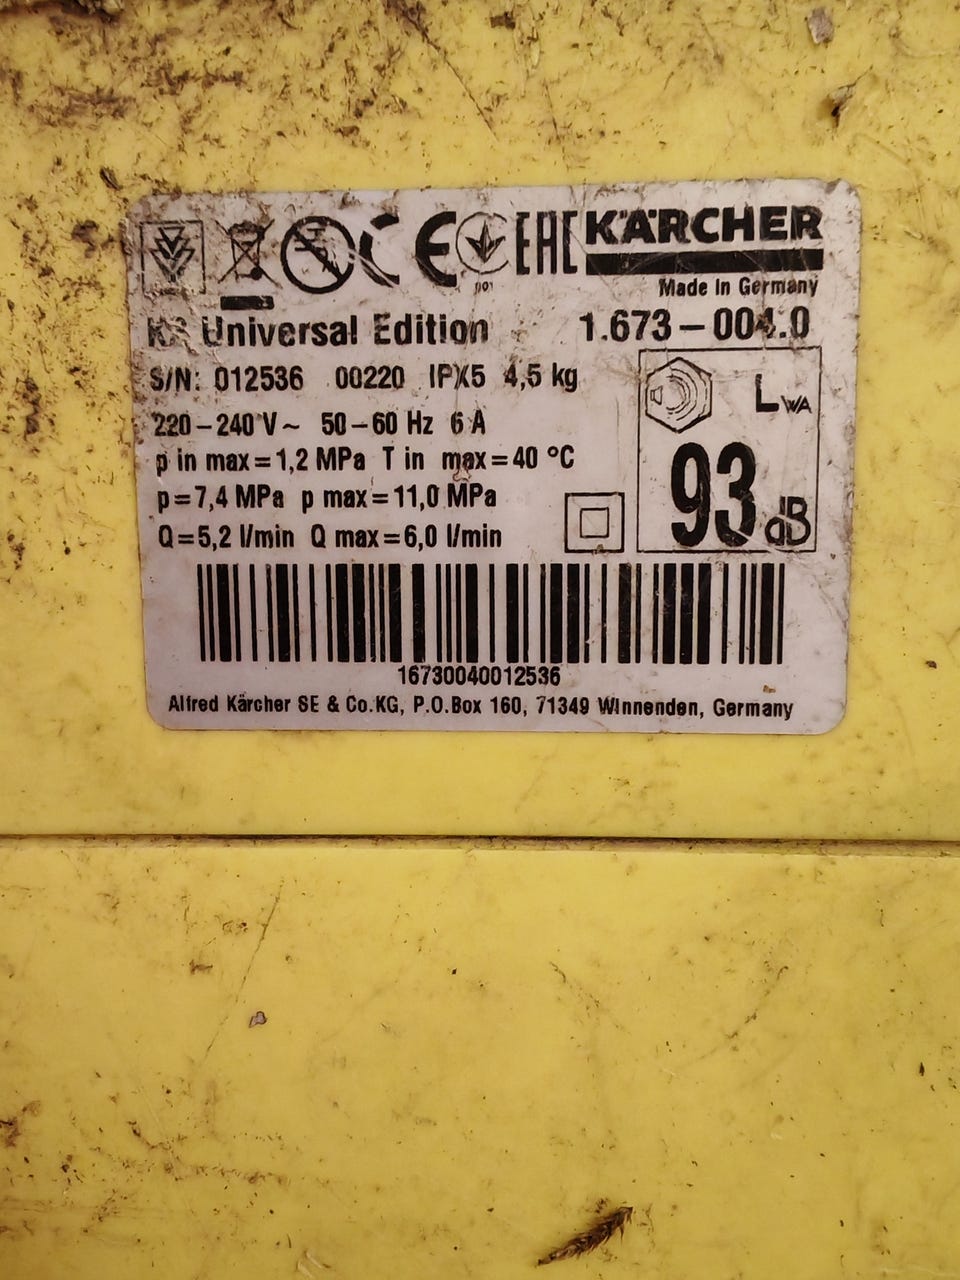 CE EAC KÄRCHER
001
Made in Germany
Universal Edition 1.673-004.0
S/N: 012536 00220 IPX5 4,5 kg
220-240 V~ 50-60 Hz 6 A
p in max=1,2 MPa T in max=40 °C
p=7,4 MPa p max=11,0 MPa
Q=5,2 l/min Q max=6,0 l/min
LWA
93 dB
16730040012536
Alfred Kärcher SE & Co.KG, P.O.Box 160, 71349 Winnenden, Germany